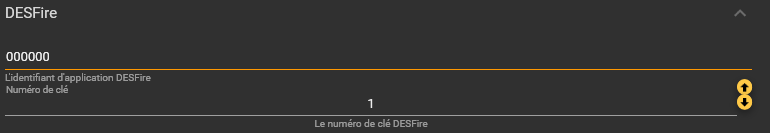 DESFire
000000
L'identifiant d'application DESFire
Numéro de clé
1
Le numéro de clé DESFire